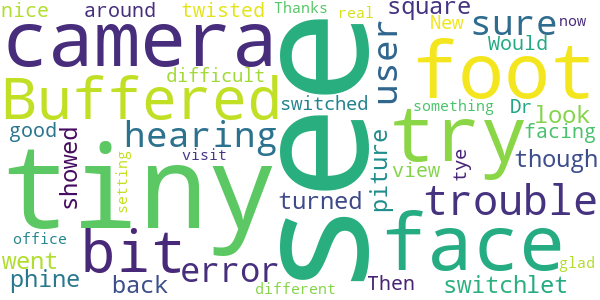 nice around twisted Thanks real square New now
camera see user sure Would
Buffered difficult foot
switched something Dr look
good showed hearing try facing
tiny setting visit piture view tye though
turned trouble
office bit face
went error glad
phine back different Then switchlet